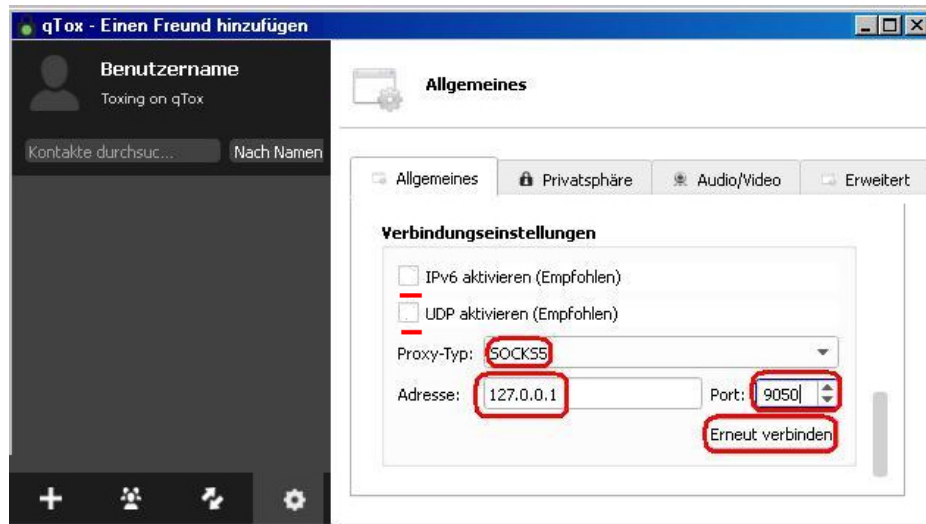 qTox - Einen Freund hinzufügen
Benutzername
Toxing on qTox
Kontakte durchsuc...
Nach Namen
Allgemeines
Allgemeines
Privatsphäre
Audio/Video
Erweitert
Verbindungseinstellungen
IPv6 aktivieren (Empfohlen)
UDP aktivieren (Empfohlen)
Proxy-Typ: SOCKS5
Adresse: 127.0.0.1 Port: 9050
Erneut verbinden